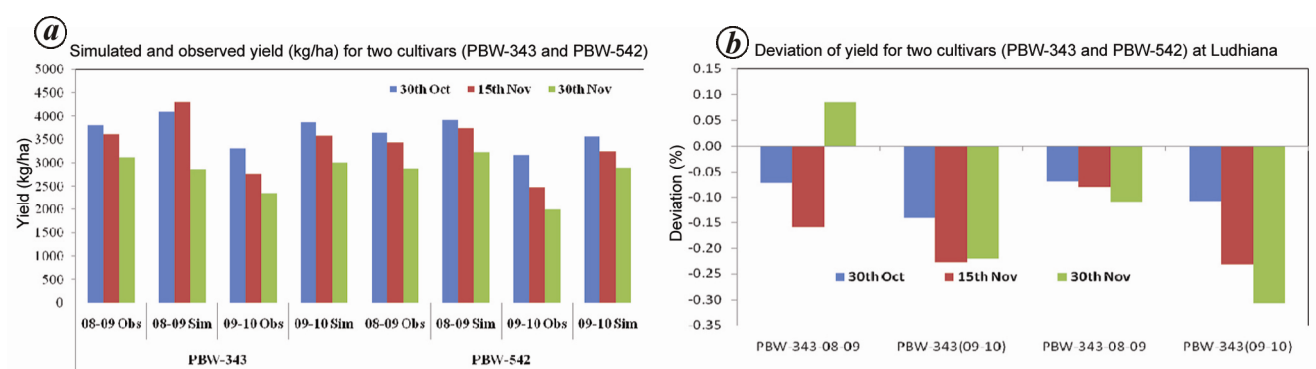 a
Simulated and observed yield (kg/ha) for two cultivars (PBW-343 and PBW-542)
5000
4500
4000
3500
3000
2500
2000
1500
1000
500
0
Yield (kg/ha)
30th Oct 15th Nov 30th Nov
08-09 Obs 08-09 Sim 09-10 Obs 09-10 Sim 08-09 Obs 08-09 Sim 09-10 Obs 09-10 Sim
PBW-343 PBW-542
b
Deviation of yield for two cultivars (PBW-343 and PBW-542) at Ludhiana
0.15
0.10
0.05
0.00
-0.05
-0.10
-0.15
-0.20
-0.25
-0.30
-0.35
Deviation (%)
30th Oct 15th Nov 30th Nov
PBW-343-08-09 PBW-343(09-10) PBW-343-08-09 PBW-343(09-10)